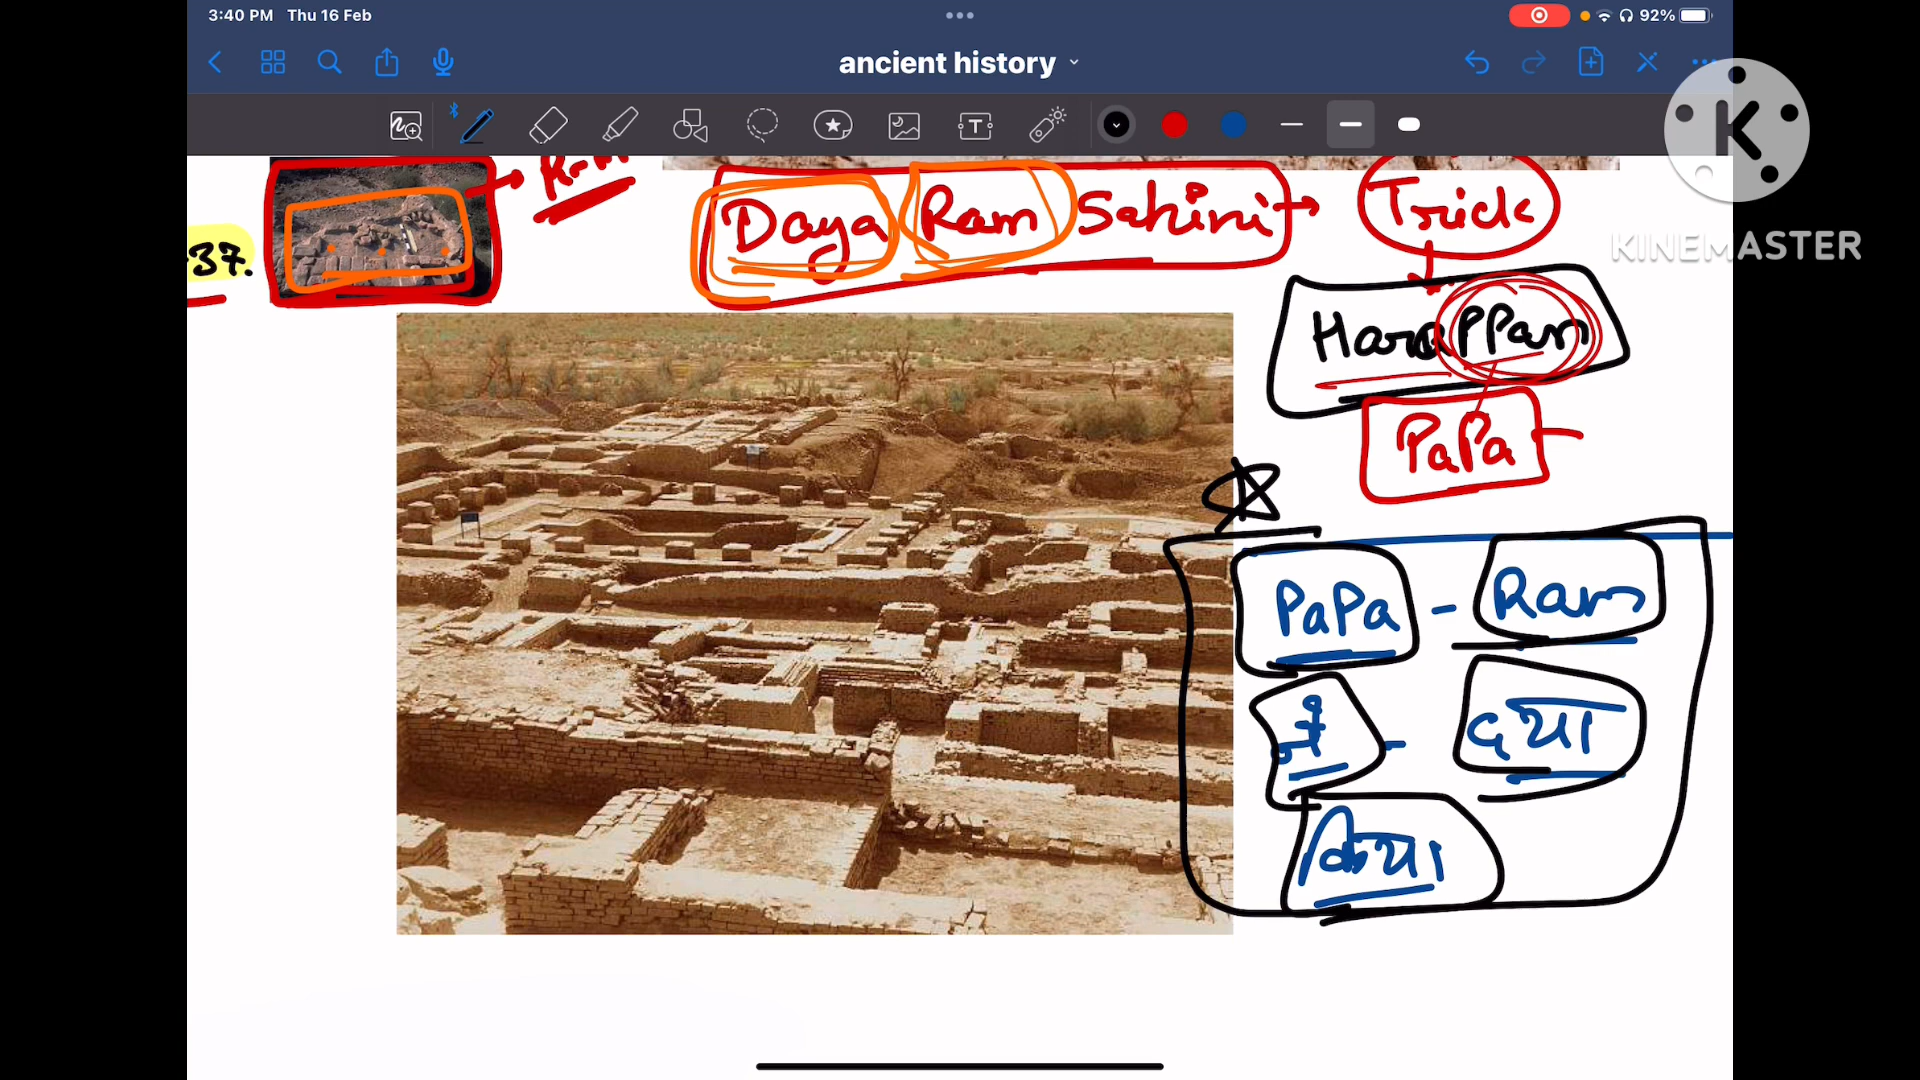 3:40 PM Thu 16 Feb
92%
ancient history
T
K
KINEMASTER
37.
Daya Ram Sahini → Trick
HaraPPan
PaPa
PaPa - Ram
ने - दया
किया